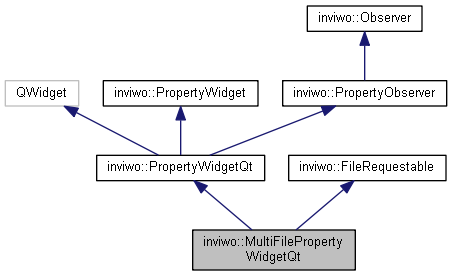 inviwo::Observer
QWidget
inviwo::PropertyWidget
inviwo::PropertyObserver
inviwo::PropertyWidgetQt
inviwo::FileRequestable
inviwo::MultiFileProperty
WidgetQt